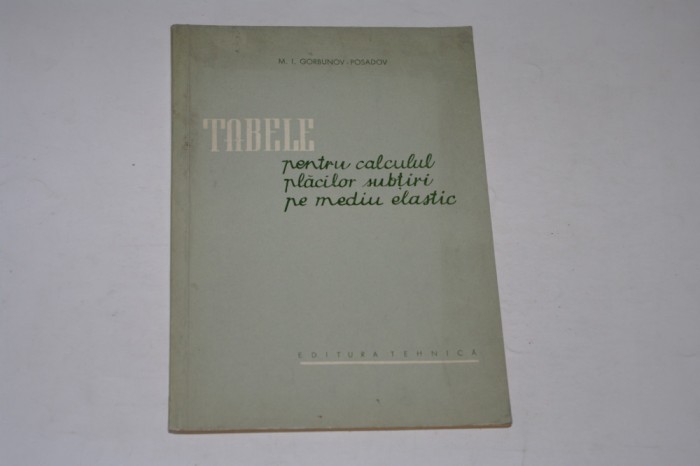 M. I. GORBUNOV-POSADOV
TABELE
pentru calculul
plăcilor subțiri
pe mediu elastic
EDITURA TEHNICĂ